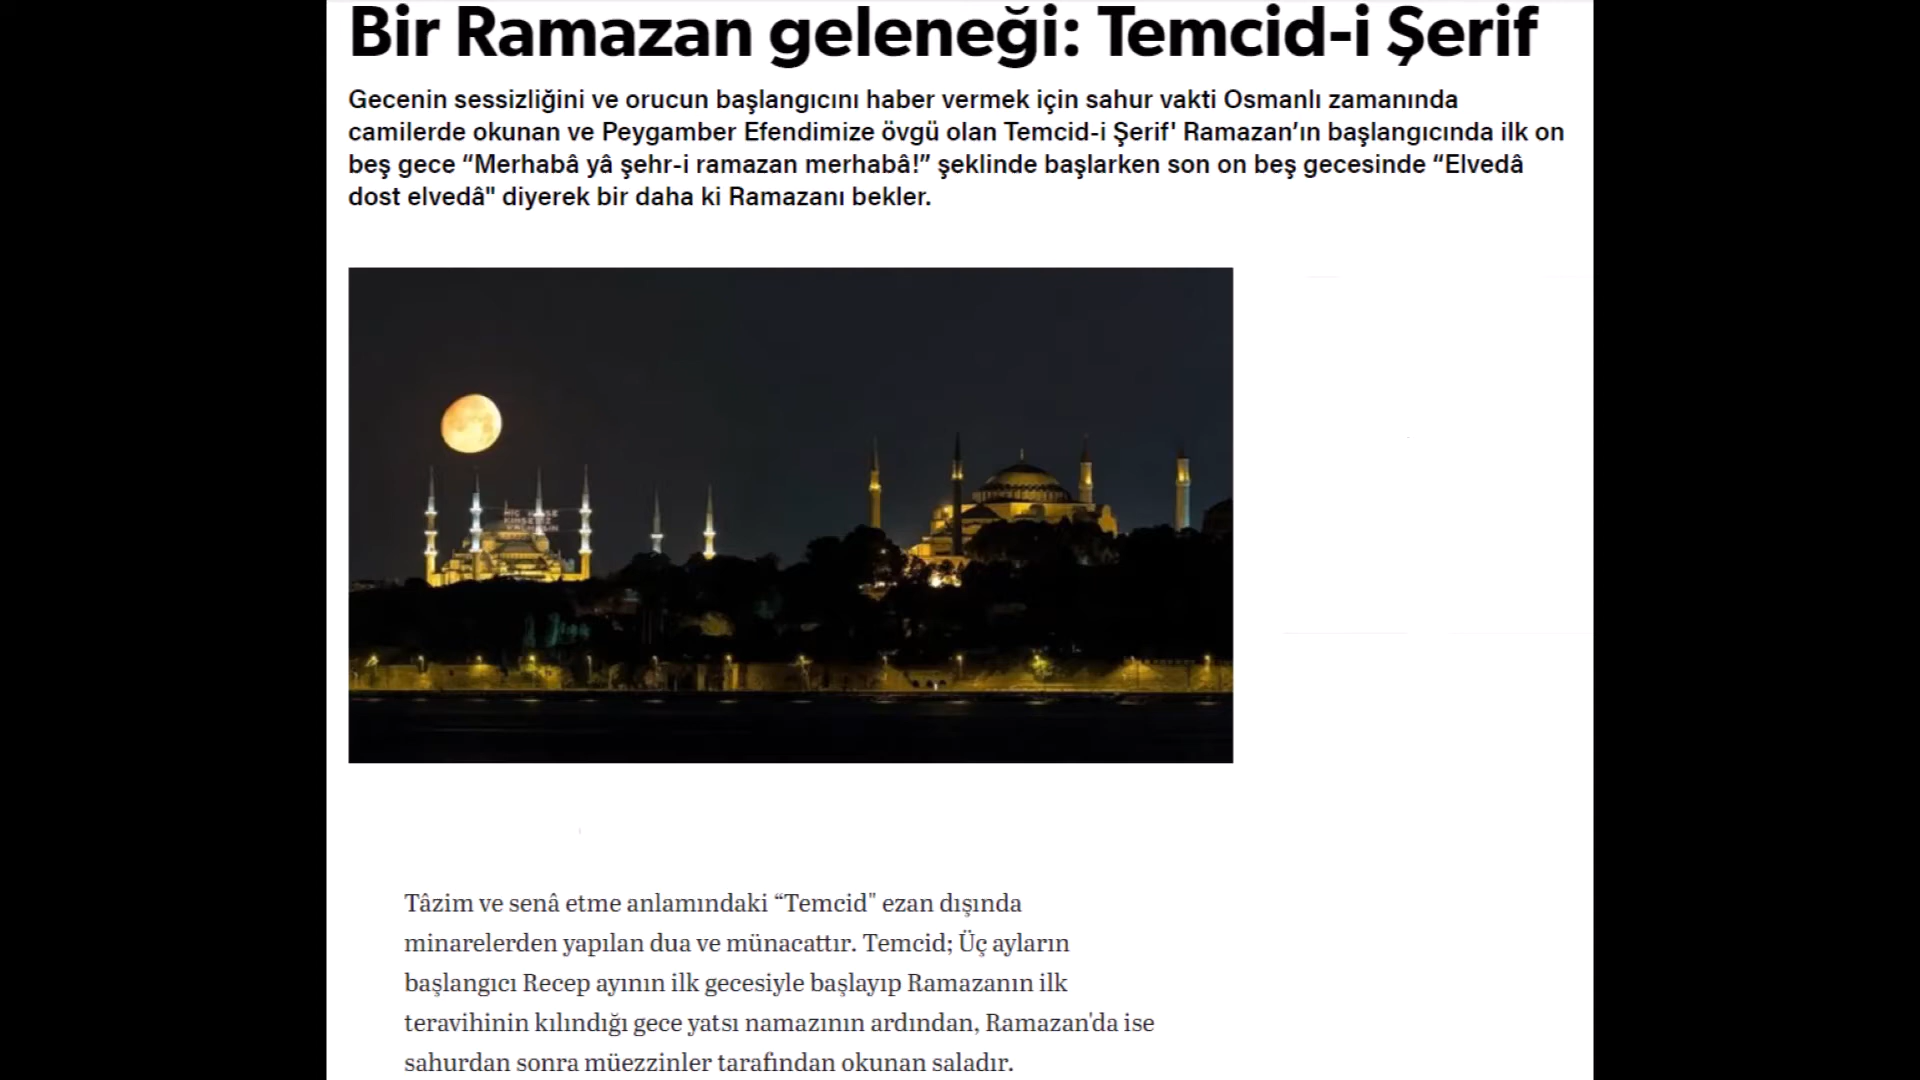 Bir Ramazan geleneği: Temcid-i Şerif
Gecenin sessizliğini ve orucun başlangıcını haber vermek için sahur vakti Osmanlı zamanında
camilerde okunan ve Peygamber Efendimize övgü olan Temcid-i Şerif' Ramazan’ın başlangıcında ilk on
beş gece “Merhabâ yâ şehr-i ramazan merhabâ!” şeklinde başlarken son on beş gecesinde “Elvedâ
dost elvedâ" diyerek bir daha ki Ramazanı bekler.
Tâzim ve senâ etme anlamındaki “Temcid" ezan dışında
minarelerden yapılan dua ve münacattır. Temcid; Üç ayların
başlangıcı Recep ayının ilk gecesiyle başlayıp Ramazanın ilk
teravihinin kılındığı gece yatsı namazının ardından, Ramazan'da ise
sahurdan sonra müezzinler tarafından okunan saladır.